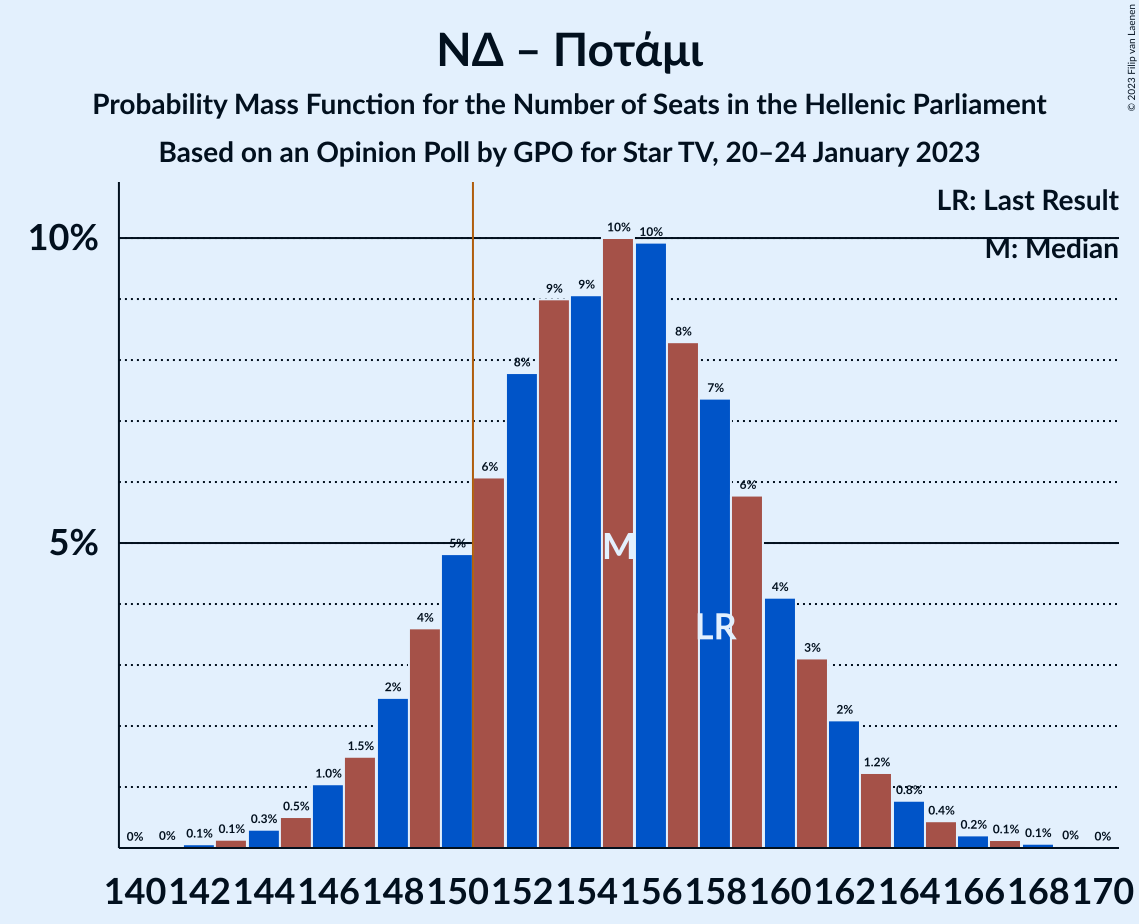 ΝΔ – Ποτάμι
Probability Mass Function for the Number of Seats in the Hellenic Parliament
Based on an Opinion Poll by GPO for Star TV, 20–24 January 2023
© 2023 Filip van Laenen
LR: Last Result
M: Median
10%
5%
0% 0% 0.1% 0.1% 0.3% 0.5% 1.0% 1.5% 2% 4% 5% 6% 8% 9% 9% 10% 10% 8% 7% 6% 4% 3% 2% 1.2% 0.8% 0.4% 0.2% 0.1% 0.1% 0% 0%
M
LR
140 142 144 146 148 150 152 154 156 158 160 162 164 166 168 170